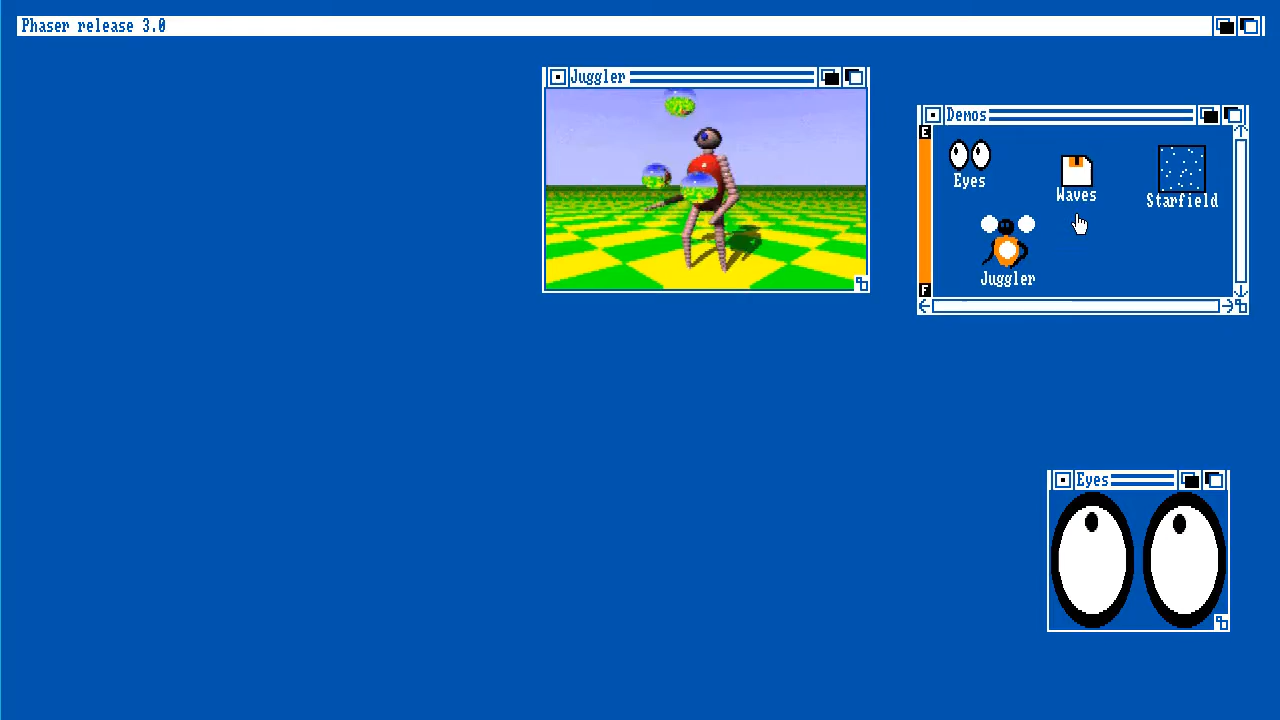 Phaser release 3.0
Juggler
Demos
E
Eyes
Waves
Starfield
Juggler
F
Eyes